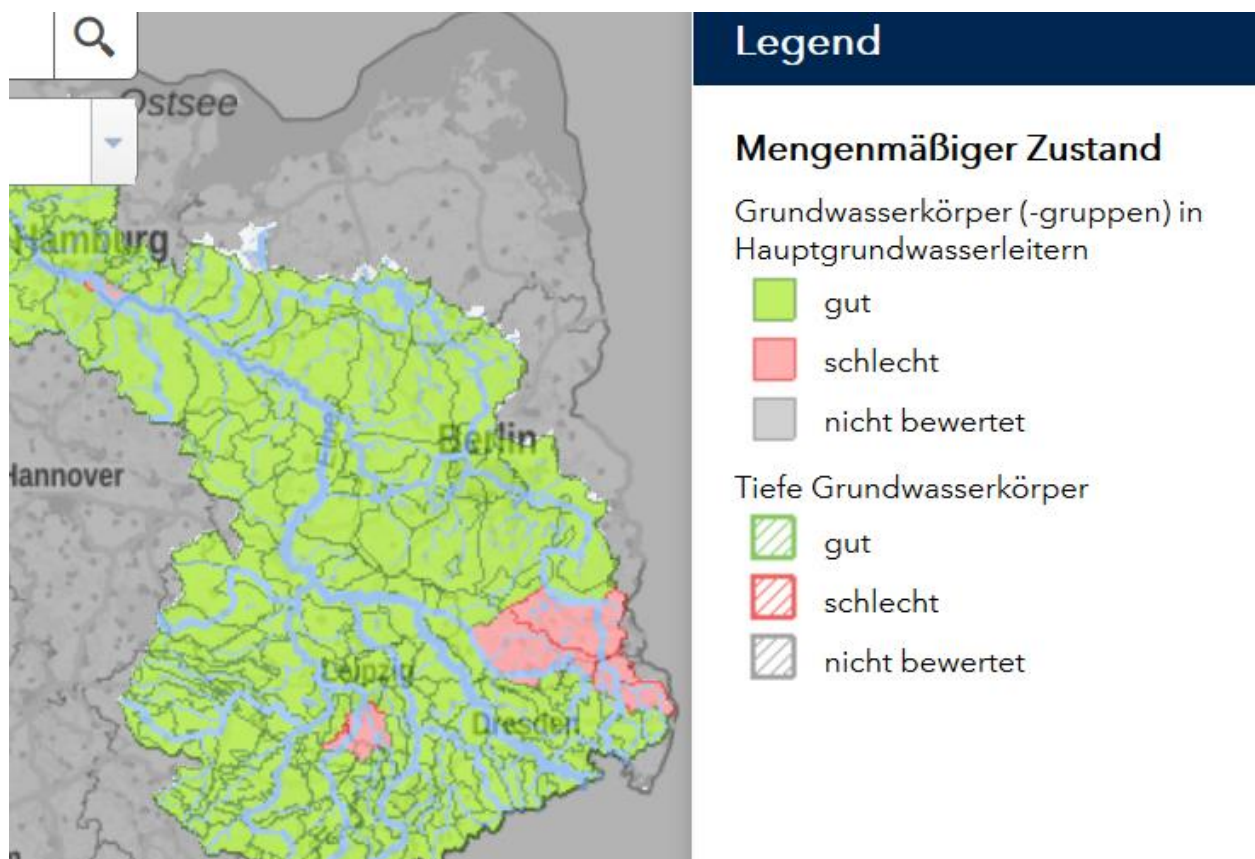 Ostsee
Hamburg
Hannover
Berlin
Leipzig
Dresden
Legend
Mengenmäßiger Zustand
Grundwasserkörper (-gruppen) in
Hauptgrundwasserleitern
gut
schlecht
nicht bewertet
Tiefe Grundwasserkörper
gut
schlecht
nicht bewertet